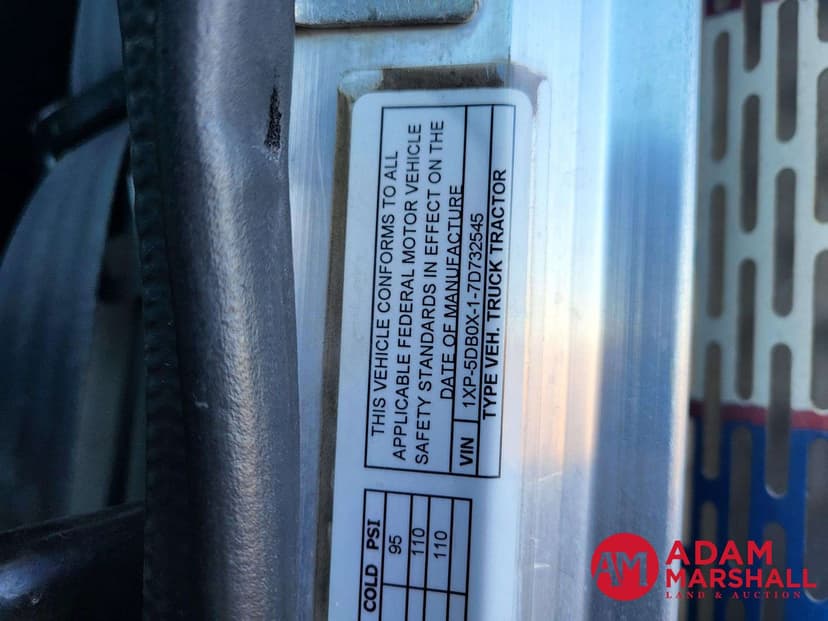 THIS VEHICLE CONFORMS TO ALL
APPLICABLE FEDERAL MOTOR VEHICLE
SAFETY STANDARDS IN EFFECT ON THE
DATE OF MANUFACTURE
VIN 1XP-5DB0X-1-7D732545
TYPE VEH. TRUCK TRACTOR
COLD PSI
95
110
110
AM ADAM
MARSHALL
LAND & AUCTION